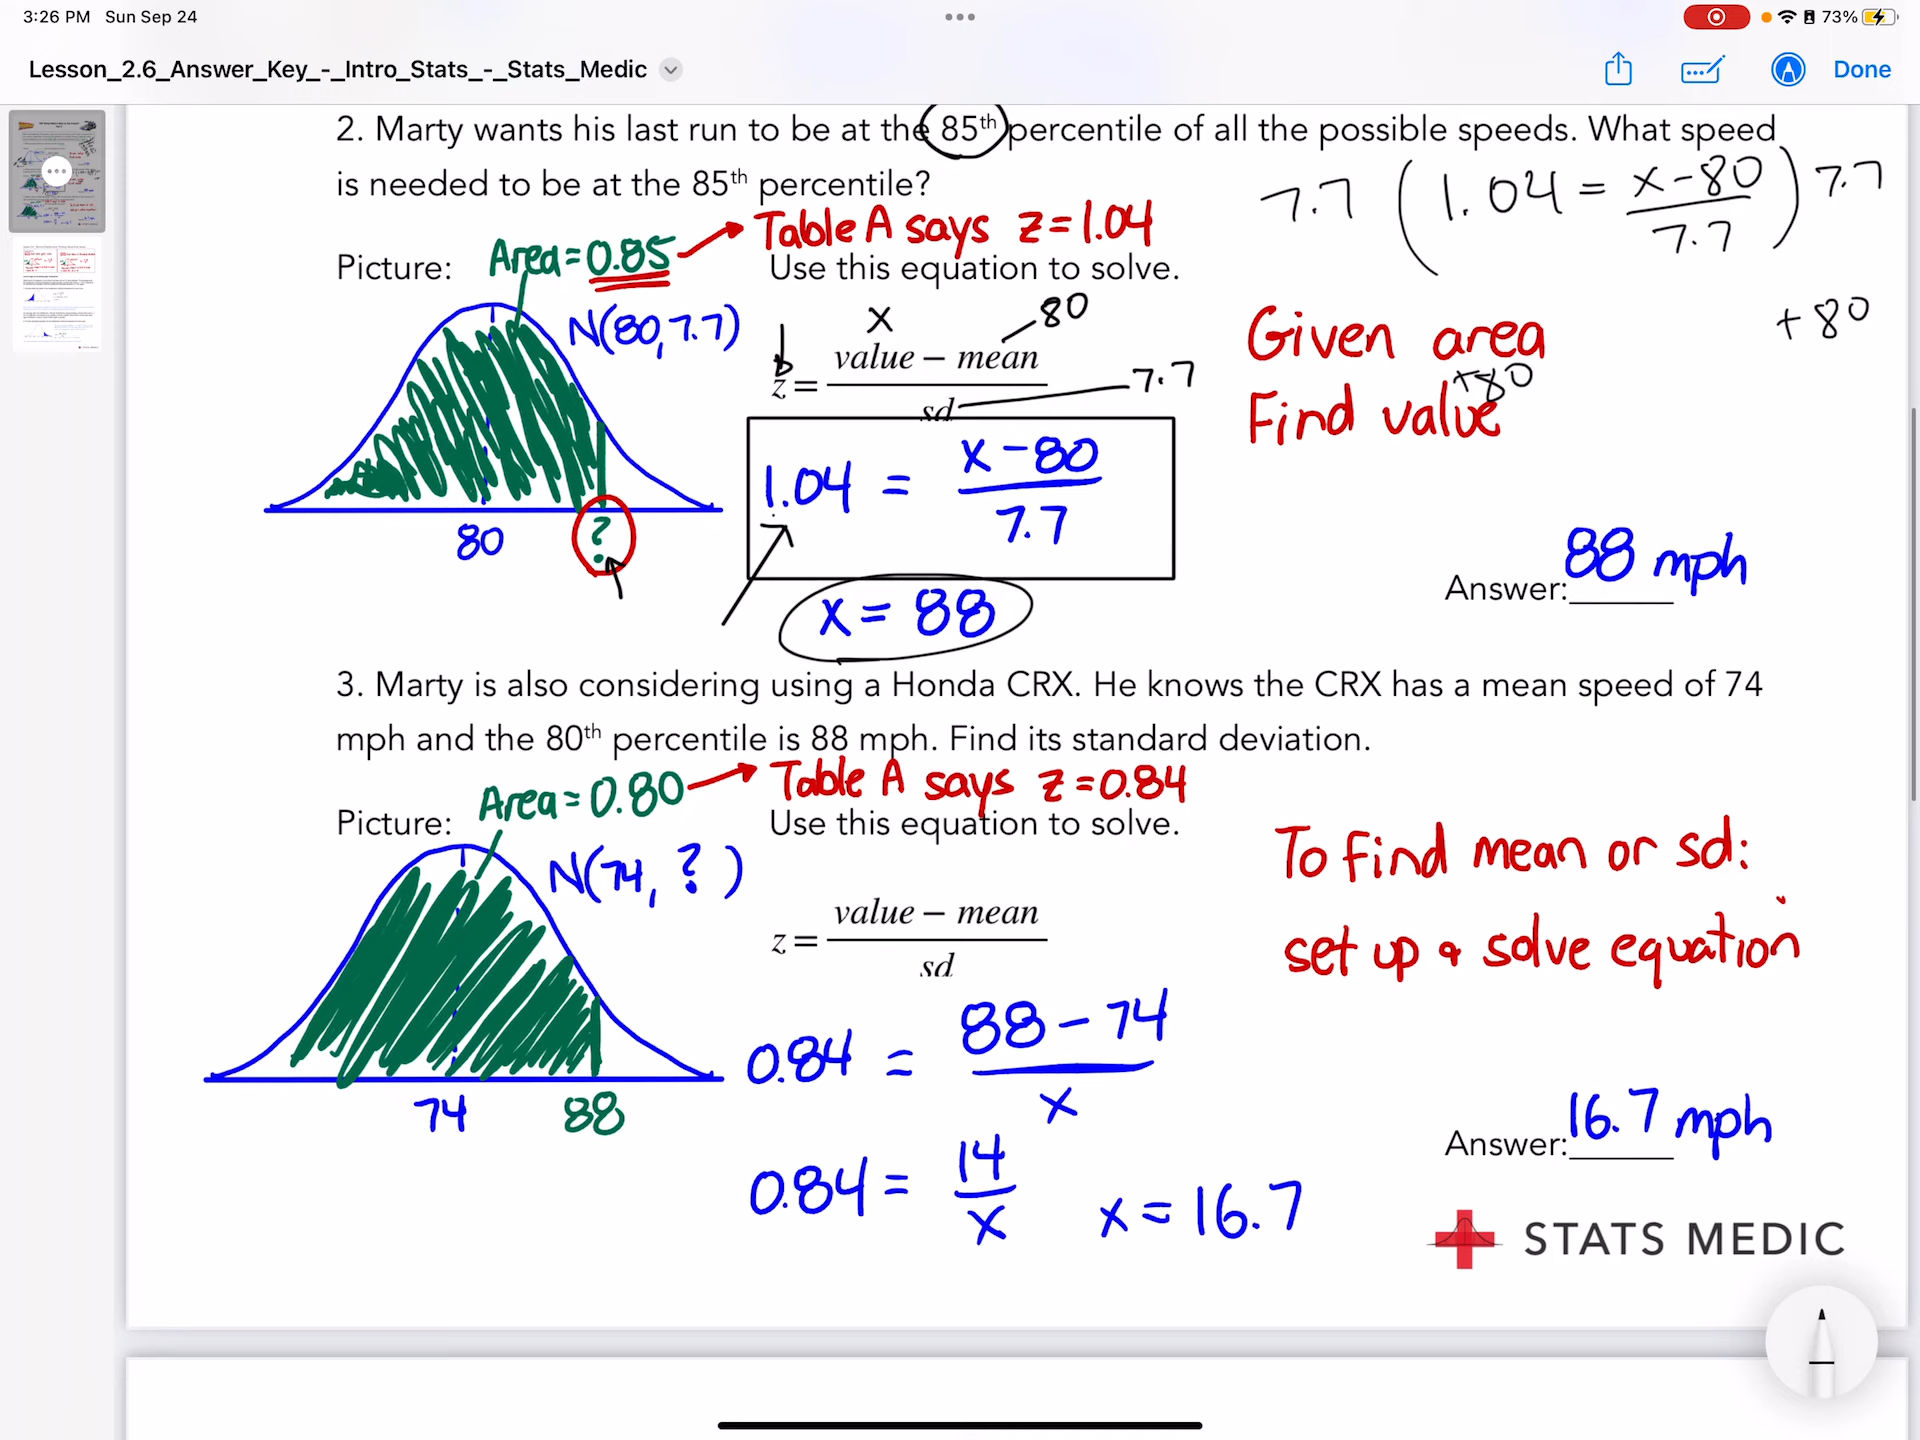 3:26 PM Sun Sep 24
73%
Lesson_2.6_Answer_Key_-_Intro_Stats_-_Stats_Medic
Done
2. Marty wants his last run to be at the 85th percentile of all the possible speeds. What speed
is needed to be at the 85th percentile?
7.7 ( 1.04 = x-80 / 7.7 ) 7.7
Area=0.85 → Table A says z=1.04
Picture:
Use this equation to solve.
N(80,7.7)
x
80
+80
z = value – mean / sd
7.7
Given area
+80
Find value
1.04 = x-80 / 7.7
80
?
x = 88
88 mph
Answer:______
3. Marty is also considering using a Honda CRX. He knows the CRX has a mean speed of 74
mph and the 80th percentile is 88 mph. Find its standard deviation.
Area=0.80 → Table A says z=0.84
Picture:
Use this equation to solve.
N(74, ?)
To find mean or sd:
set up & solve equation
z = value – mean / sd
0.84 = 88-74 / x
74
88
0.84 = 14 / x
x = 16.7
16.7 mph
Answer:______
STATS MEDIC